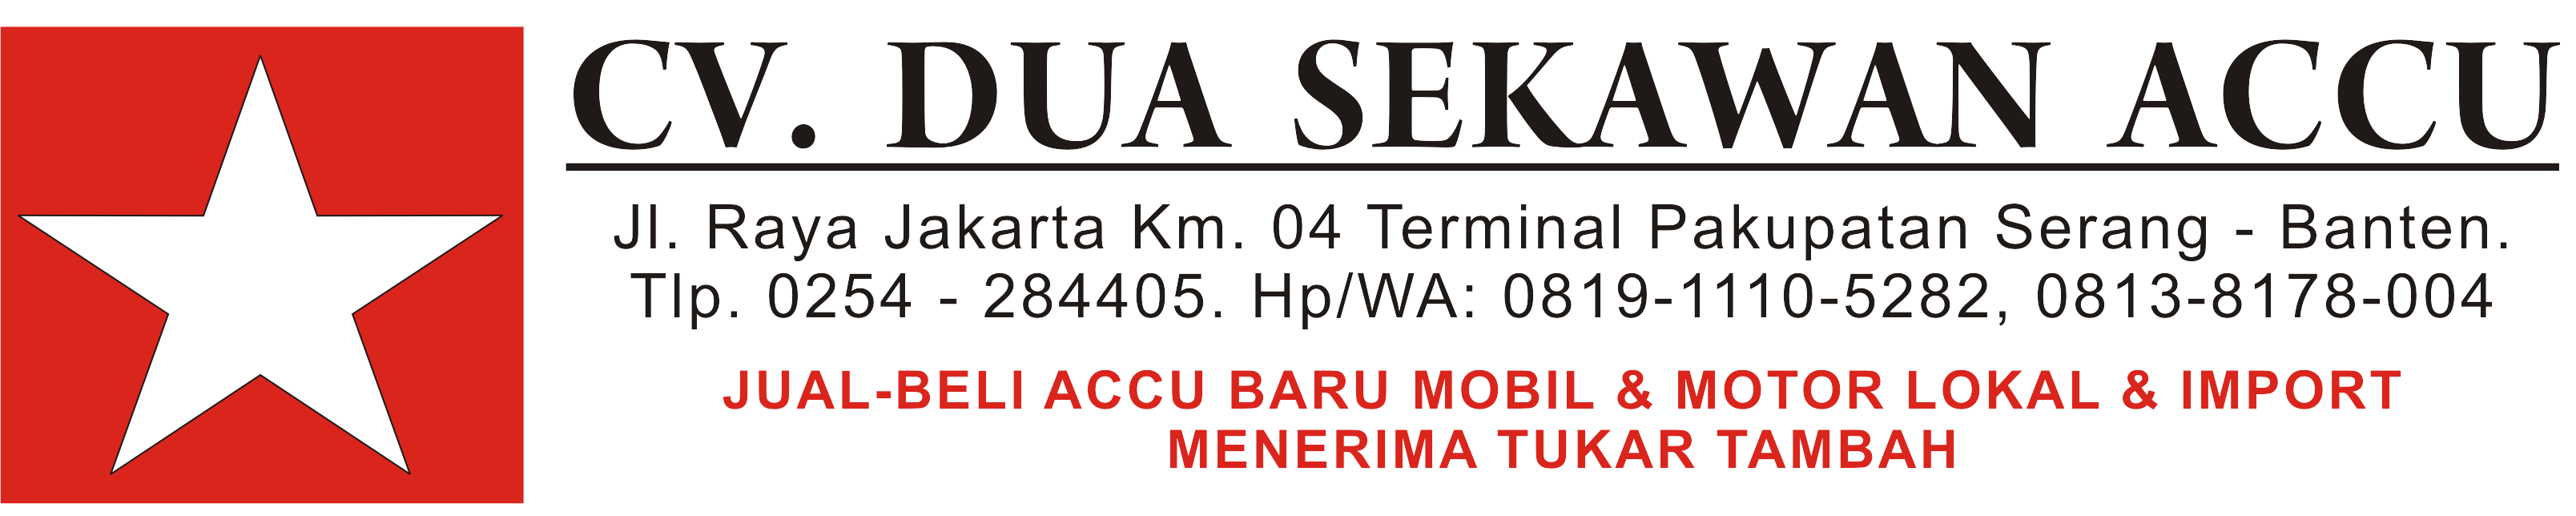 CV. DUA SEKAWAN ACCU
Jl. Raya Jakarta Km. 04 Terminal Pakupatan Serang - Banten.
Tlp. 0254 - 284405. Hp/WA: 0819-1110-5282, 0813-8178-004
JUAL-BELI ACCU BARU MOBIL & MOTOR LOKAL & IMPORT
MENERIMA TUKAR TAMBAH